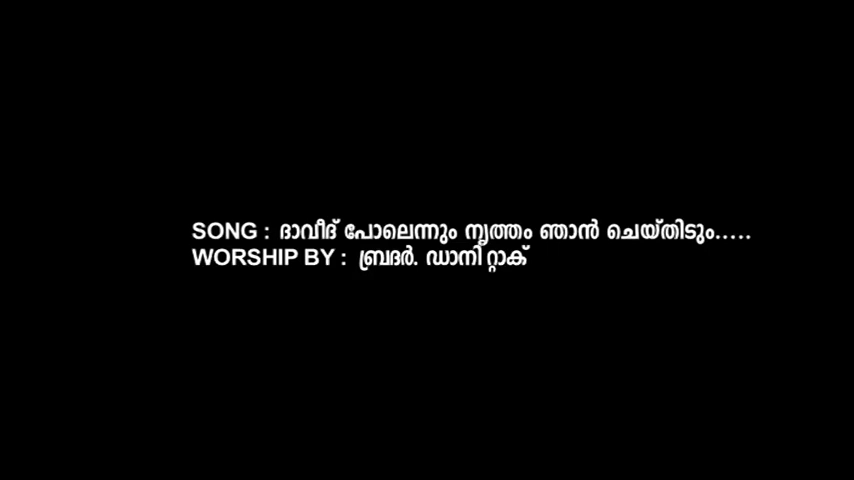 SONG : ദാവീദ് പോലെന്നും നൃത്തം ഞാൻ ചെയ്തിടും.....
WORSHIP BY : ബ്രദർ. ഡാനി റ്റാക്